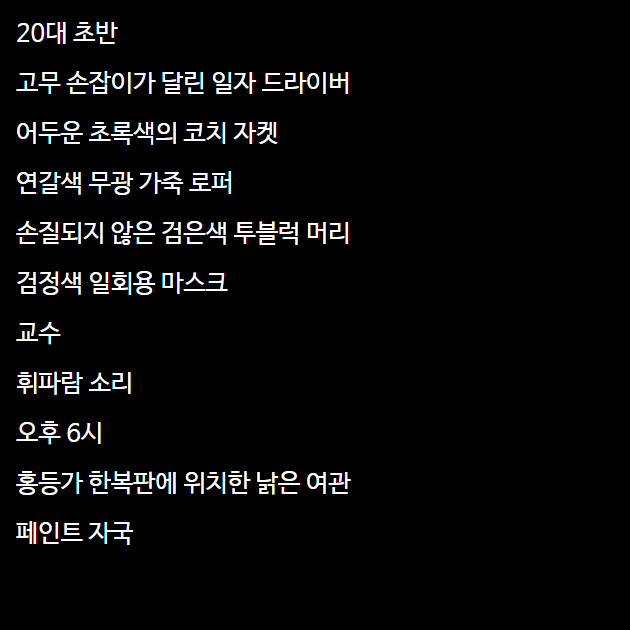 20대 초반
고무 손잡이가 달린 일자 드라이버
어두운 초록색의 코치 자켓
연갈색 무광 가죽 로퍼
손질되지 않은 검은색 투블럭 머리
검정색 일회용 마스크
교수
휘파람 소리
오후 6시
홍등가 한복판에 위치한 낡은 여관
페인트 자국